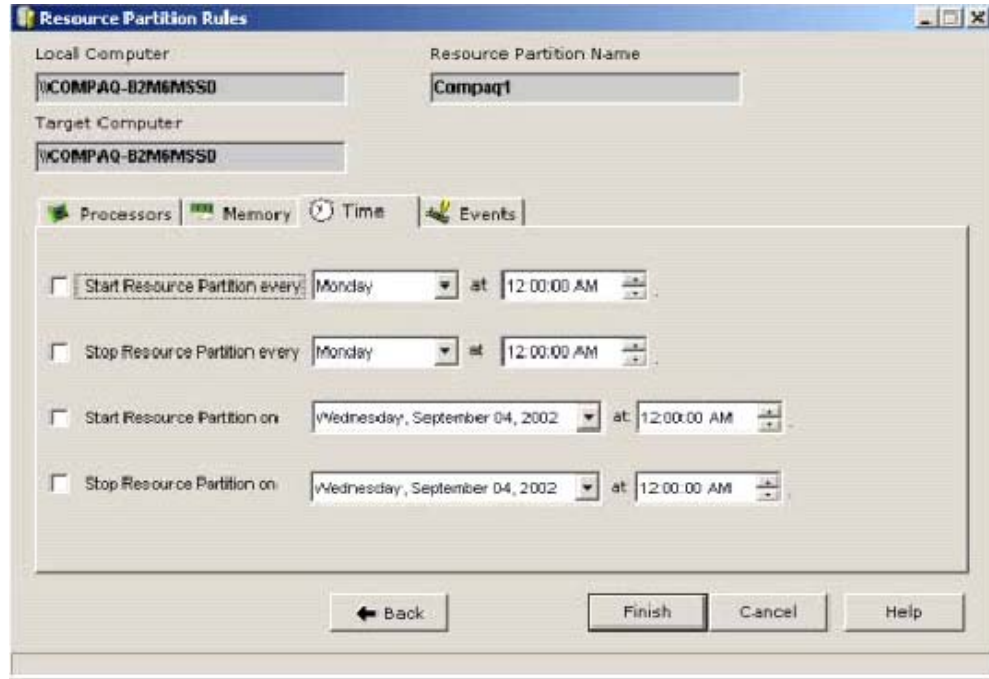 Resource Partition Rules
Local Computer
Resource Partition Name
\\COMPAQ-B2M6MSSD
Compaq1
Target Computer
\\COMPAQ-B2M6MSSD
Processors
Memory
Time
Events
Start Resource Partition every Monday at 12:00:00 AM .
Stop Resource Partition every Monday at 12:00:00 AM .
Start Resource Partition on Wednesday, September 04, 2002 at 12:00:00 AM .
Stop Resource Partition on Wednesday, September 04, 2002 at 12:00:00 AM .
Back
Finish
Cancel
Help